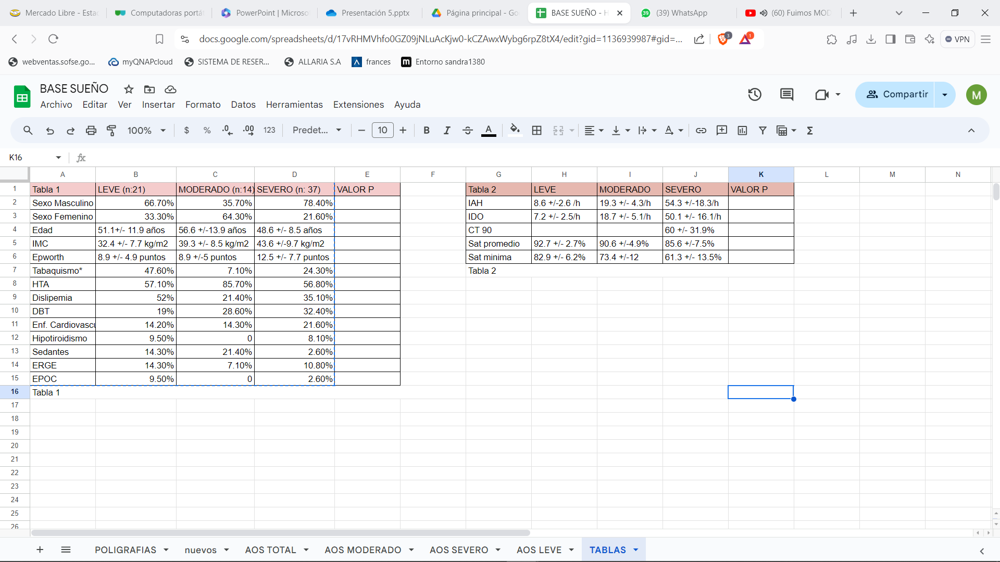 Mercado Libre - Estad
Computadoras portát
PowerPoint | Microso
Presentación 5.pptx
Página principal - Go
BASE SUEÑO - H
(39) WhatsApp
(60) Fuimos MOD
docs.google.com/spreadsheets/d/17vRHMVhfo0GZ09jNLuAcKjw0-kCZAwxWybg6rpZ8tX4/edit?gid=1136939987#gid=...
3
1
VPN
webventas.sofse.go...
myQNAPcloud
SISTEMA DE RESER...
ALLARIA S.A
frances
Entorno sandra1380
BASE SUEÑO
Archivo Editar Ver Insertar Formato Datos Herramientas Extensiones Ayuda
Compartir
M
100% $ % .0 .00 123 Predet... 10 B I A
K16
fx
A B C D E F G H I J K L M N
1 Tabla 1 LEVE (n:21) MODERADO (n:14) SEVERO (n: 37) VALOR P Tabla 2 LEVE MODERADO SEVERO VALOR P
2 Sexo Masculino 66.70% 35.70% 78.40% IAH 8.6 +/-2.6 /h 19.3 +/- 4.3/h 54.3 +/-18.3/h
3 Sexo Femenino 33.30% 64.30% 21.60% IDO 7.2 +/- 2.5/h 18.7 +/- 5.1/h 50.1 +/- 16.1/h
4 Edad 51.1+/- 11.9 años 56.6 +/-13.9 años 48.6 +/- 8.5 años CT 90 60 +/- 31.9%
5 IMC 32.4 +/- 7.7 kg/m2 39.3 +/- 8.5 kg/m2 43.6 +/-9.7 kg/m2 Sat promedio 92.7 +/- 2.7% 90.6 +/-4.9% 85.6 +/-7.5%
6 Epworth 8.9 +/- 4.9 puntos 8.9 +/-5 puntos 12.5 +/- 7.7 puntos Sat minima 82.9 +/- 6.2% 73.4 +/-12 61.3 +/- 13.5%
7 Tabaquismo* 47.60% 7.10% 24.30% Tabla 2
8 HTA 57.10% 85.70% 56.80%
9 Dislipemia 52% 21.40% 35.10%
10 DBT 19% 28.60% 32.40%
11 Enf. Cardiovascu 14.20% 14.30% 21.60%
12 Hipotiroidismo 9.50% 0 8.10%
13 Sedantes 14.30% 21.40% 2.60%
14 ERGE 14.30% 7.10% 10.80%
15 EPOC 9.50% 0 2.60%
16 Tabla 1
17
18
19
20
21
22
23
24
25
26
POLIGRAFIAS nuevos AOS TOTAL AOS MODERADO AOS SEVERO AOS LEVE TABLAS